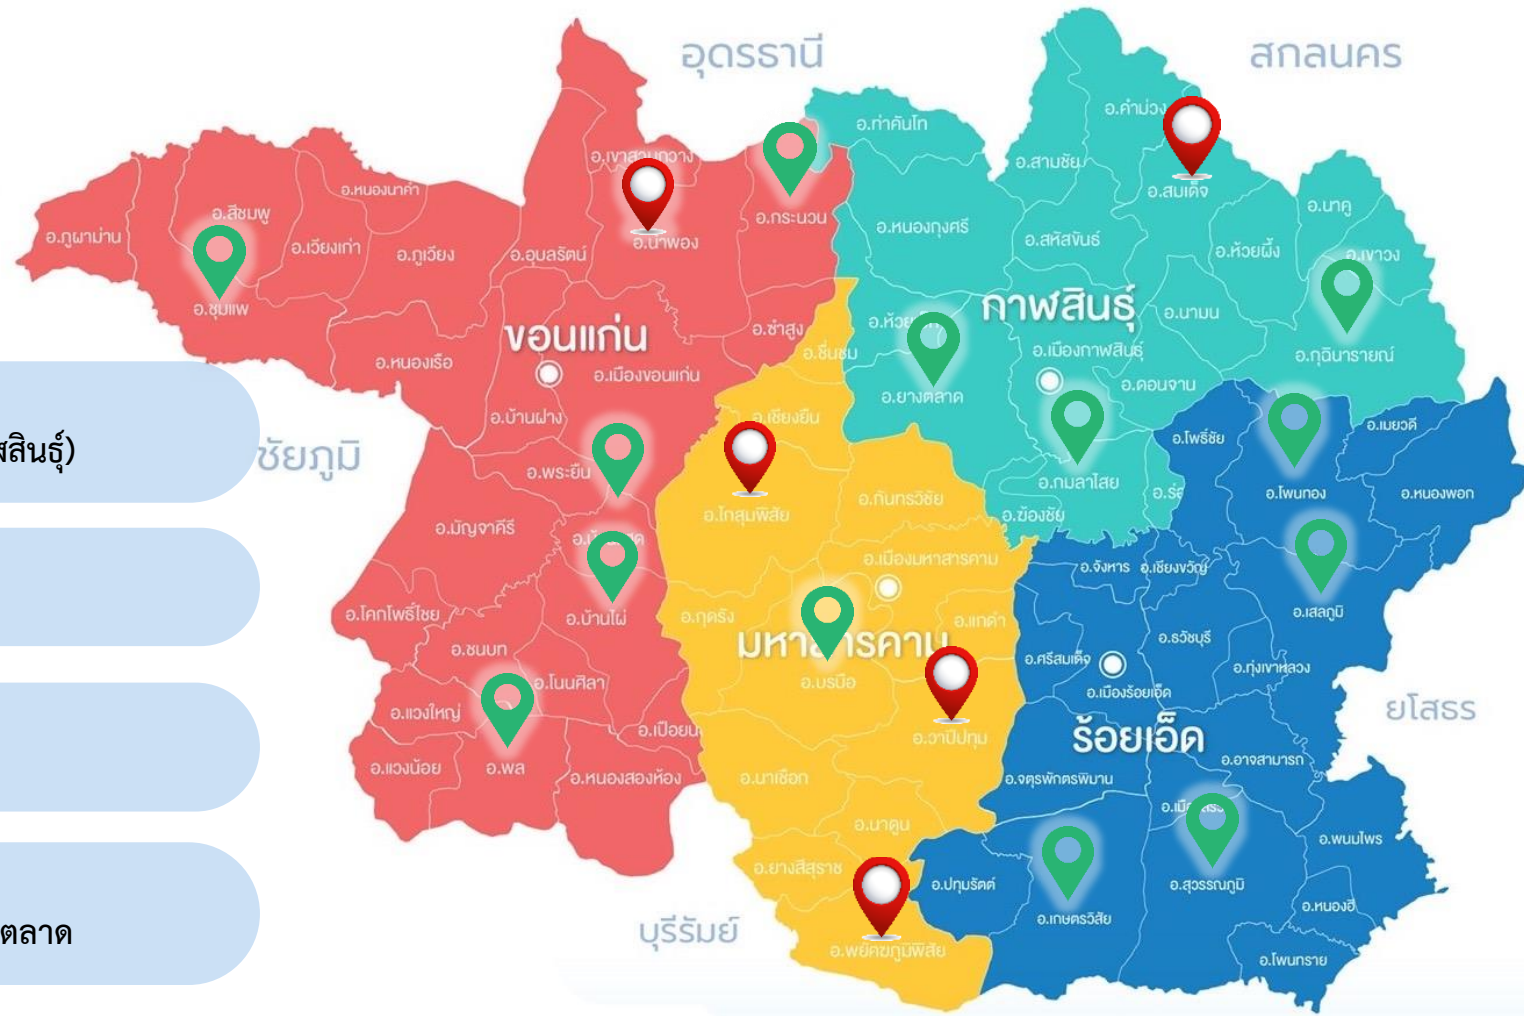 อุดรธานี
สกลนคร
อ.คำม่วง
อ.ท่าคันโท
อ.เขาสวนกวาง
อ.สามชัย
อ.หนองนาคำ
อ.สมเด็จ
อ.สีชมพู
อ.กระนวน
อ.นาคู
อ.ภูผาม่าน
อ.เวียงเก่า
อ.ภูเวียง
อ.อุบลรัตน์
อ.น้ำพอง
อ.หนองกุงศรี
อ.สหัสขันธ์
อ.ห้วยผึ้ง
อ.เขาวง
อ.ชุมแพ
กาฬสินธุ์
อ.นามน
ขอนแก่น
อ.ซำสูง
อ.ชื่นชม
อ.หนองเรือ
อ.เมืองขอนแก่น
อ.เมืองกาฬสินธุ์
อ.กุฉินารายณ์
อ.ดอนจาน
อ.ยางตลาด
อ.บ้านฝาง
อ.เชียงยืน
อ.โพธิ์ชัย
อ.เมยวดี
สสินธุ์)
ชัยภูมิ
อ.พระยืน
อ.กมลาไสย
อ.โพนทอง
อ.หนองพอก
อ.กันทรวิชัย
อ.โกสุมพิสัย
อ.ฆ้องชัย
อ.มัญจาคีรี
อ.เมืองมหาสารคาม
อ.จังหาร
อ.เชียงขวัญ
อ.โคกโพธิ์ไชย
อ.บ้านไผ่
อ.กุดรัง
อ.แกดำ
อ.เสลภูมิ
มหาสารคาม
อ.ธวัชบุรี
อ.ชนบท
อ.ศรีสมเด็จ
อ.ทุ่งเขาหลวง
อ.โนนศิลา
อ.บรบือ
อ.เมืองร้อยเอ็ด
อ.แวงใหญ่
อ.เปือยน
ยโสธร
อ.วาปีปทุม
ร้อยเอ็ด
อ.แวงน้อย
อ.พล
อ.หนองสองห้อง
อ.นาเชือก
อ.จตุรพักตรพิมาน
อ.อาจสามารถ
อ.นาดูน
อ.พนมไพร
อ.ยางสีสุราช
อ.ปทุมรัตต์
อ.สุวรรณภูมิ
อ.หนองฮี
อ.เกษตรวิสัย
บุรีรัมย์
ตลาด
อ.พยัคฆภูมิพิสัย
อ.โพนทราย